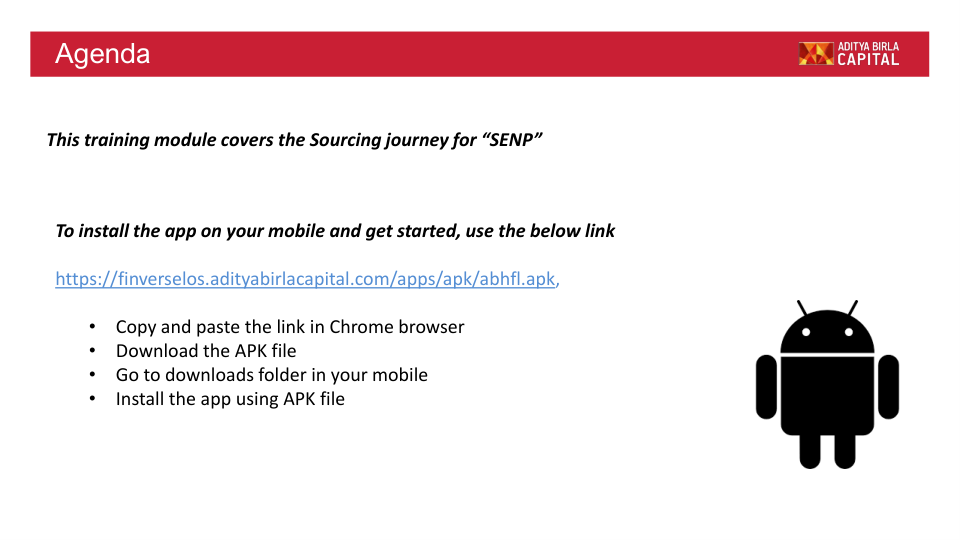 Agenda
ADITYA BIRLA
CAPITAL
This training module covers the Sourcing journey for “SENP”
To install the app on your mobile and get started, use the below link
https://finverselos.adityabirlacapital.com/apps/apk/abhfl.apk,
• Copy and paste the link in Chrome browser
• Download the APK file
• Go to downloads folder in your mobile
• Install the app using APK file